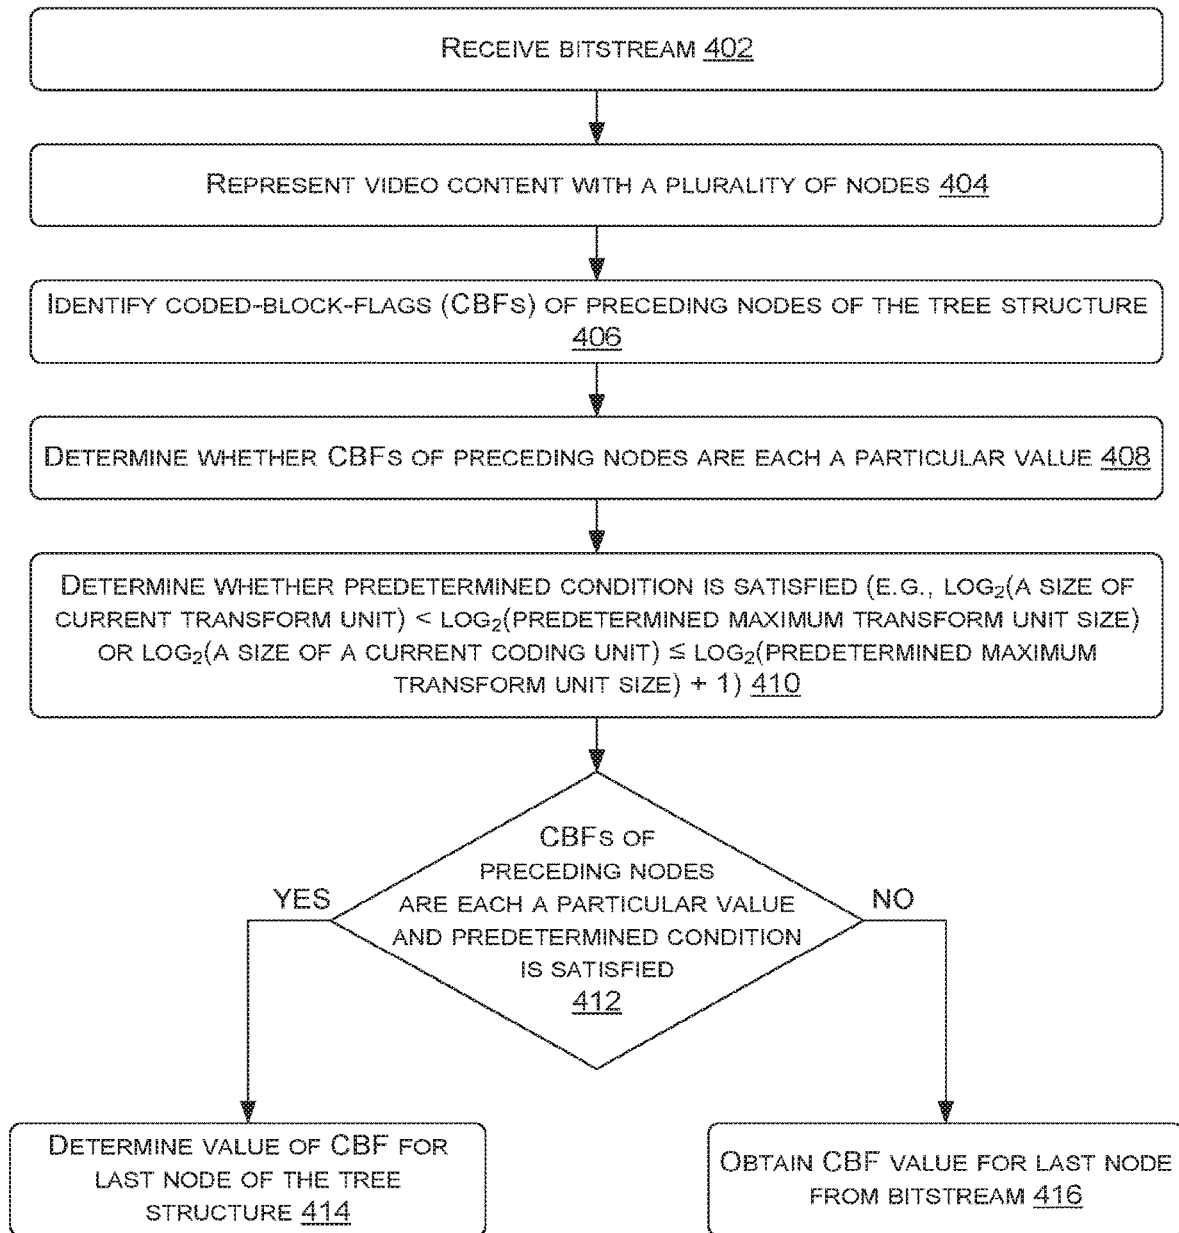 RECEIVE BITSTREAM 402
REPRESENT VIDEO CONTENT WITH A PLURALITY OF NODES 404
IDENTIFY CODED-BLOCK-FLAGS (CBFS) OF PRECEDING NODES OF THE TREE STRUCTURE
406
DETERMINE WHETHER CBFS OF PRECEDING NODES ARE EACH A PARTICULAR VALUE 408
DETERMINE WHETHER PREDETERMINED CONDITION IS SATISFIED (E.G., LOG₂(A SIZE OF
CURRENT TRANSFORM UNIT) < LOG₂(PREDETERMINED MAXIMUM TRANSFORM UNIT SIZE)
OR LOG₂(A SIZE OF A CURRENT CODING UNIT) ≤ LOG₂(PREDETERMINED MAXIMUM
TRANSFORM UNIT SIZE) + 1) 410
CBFS OF
PRECEDING NODES
ARE EACH A PARTICULAR VALUE
AND PREDETERMINED CONDITION
IS SATISFIED
412
YES
NO
DETERMINE VALUE OF CBF FOR
LAST NODE OF THE TREE
STRUCTURE 414
OBTAIN CBF VALUE FOR LAST NODE
FROM BITSTREAM 416